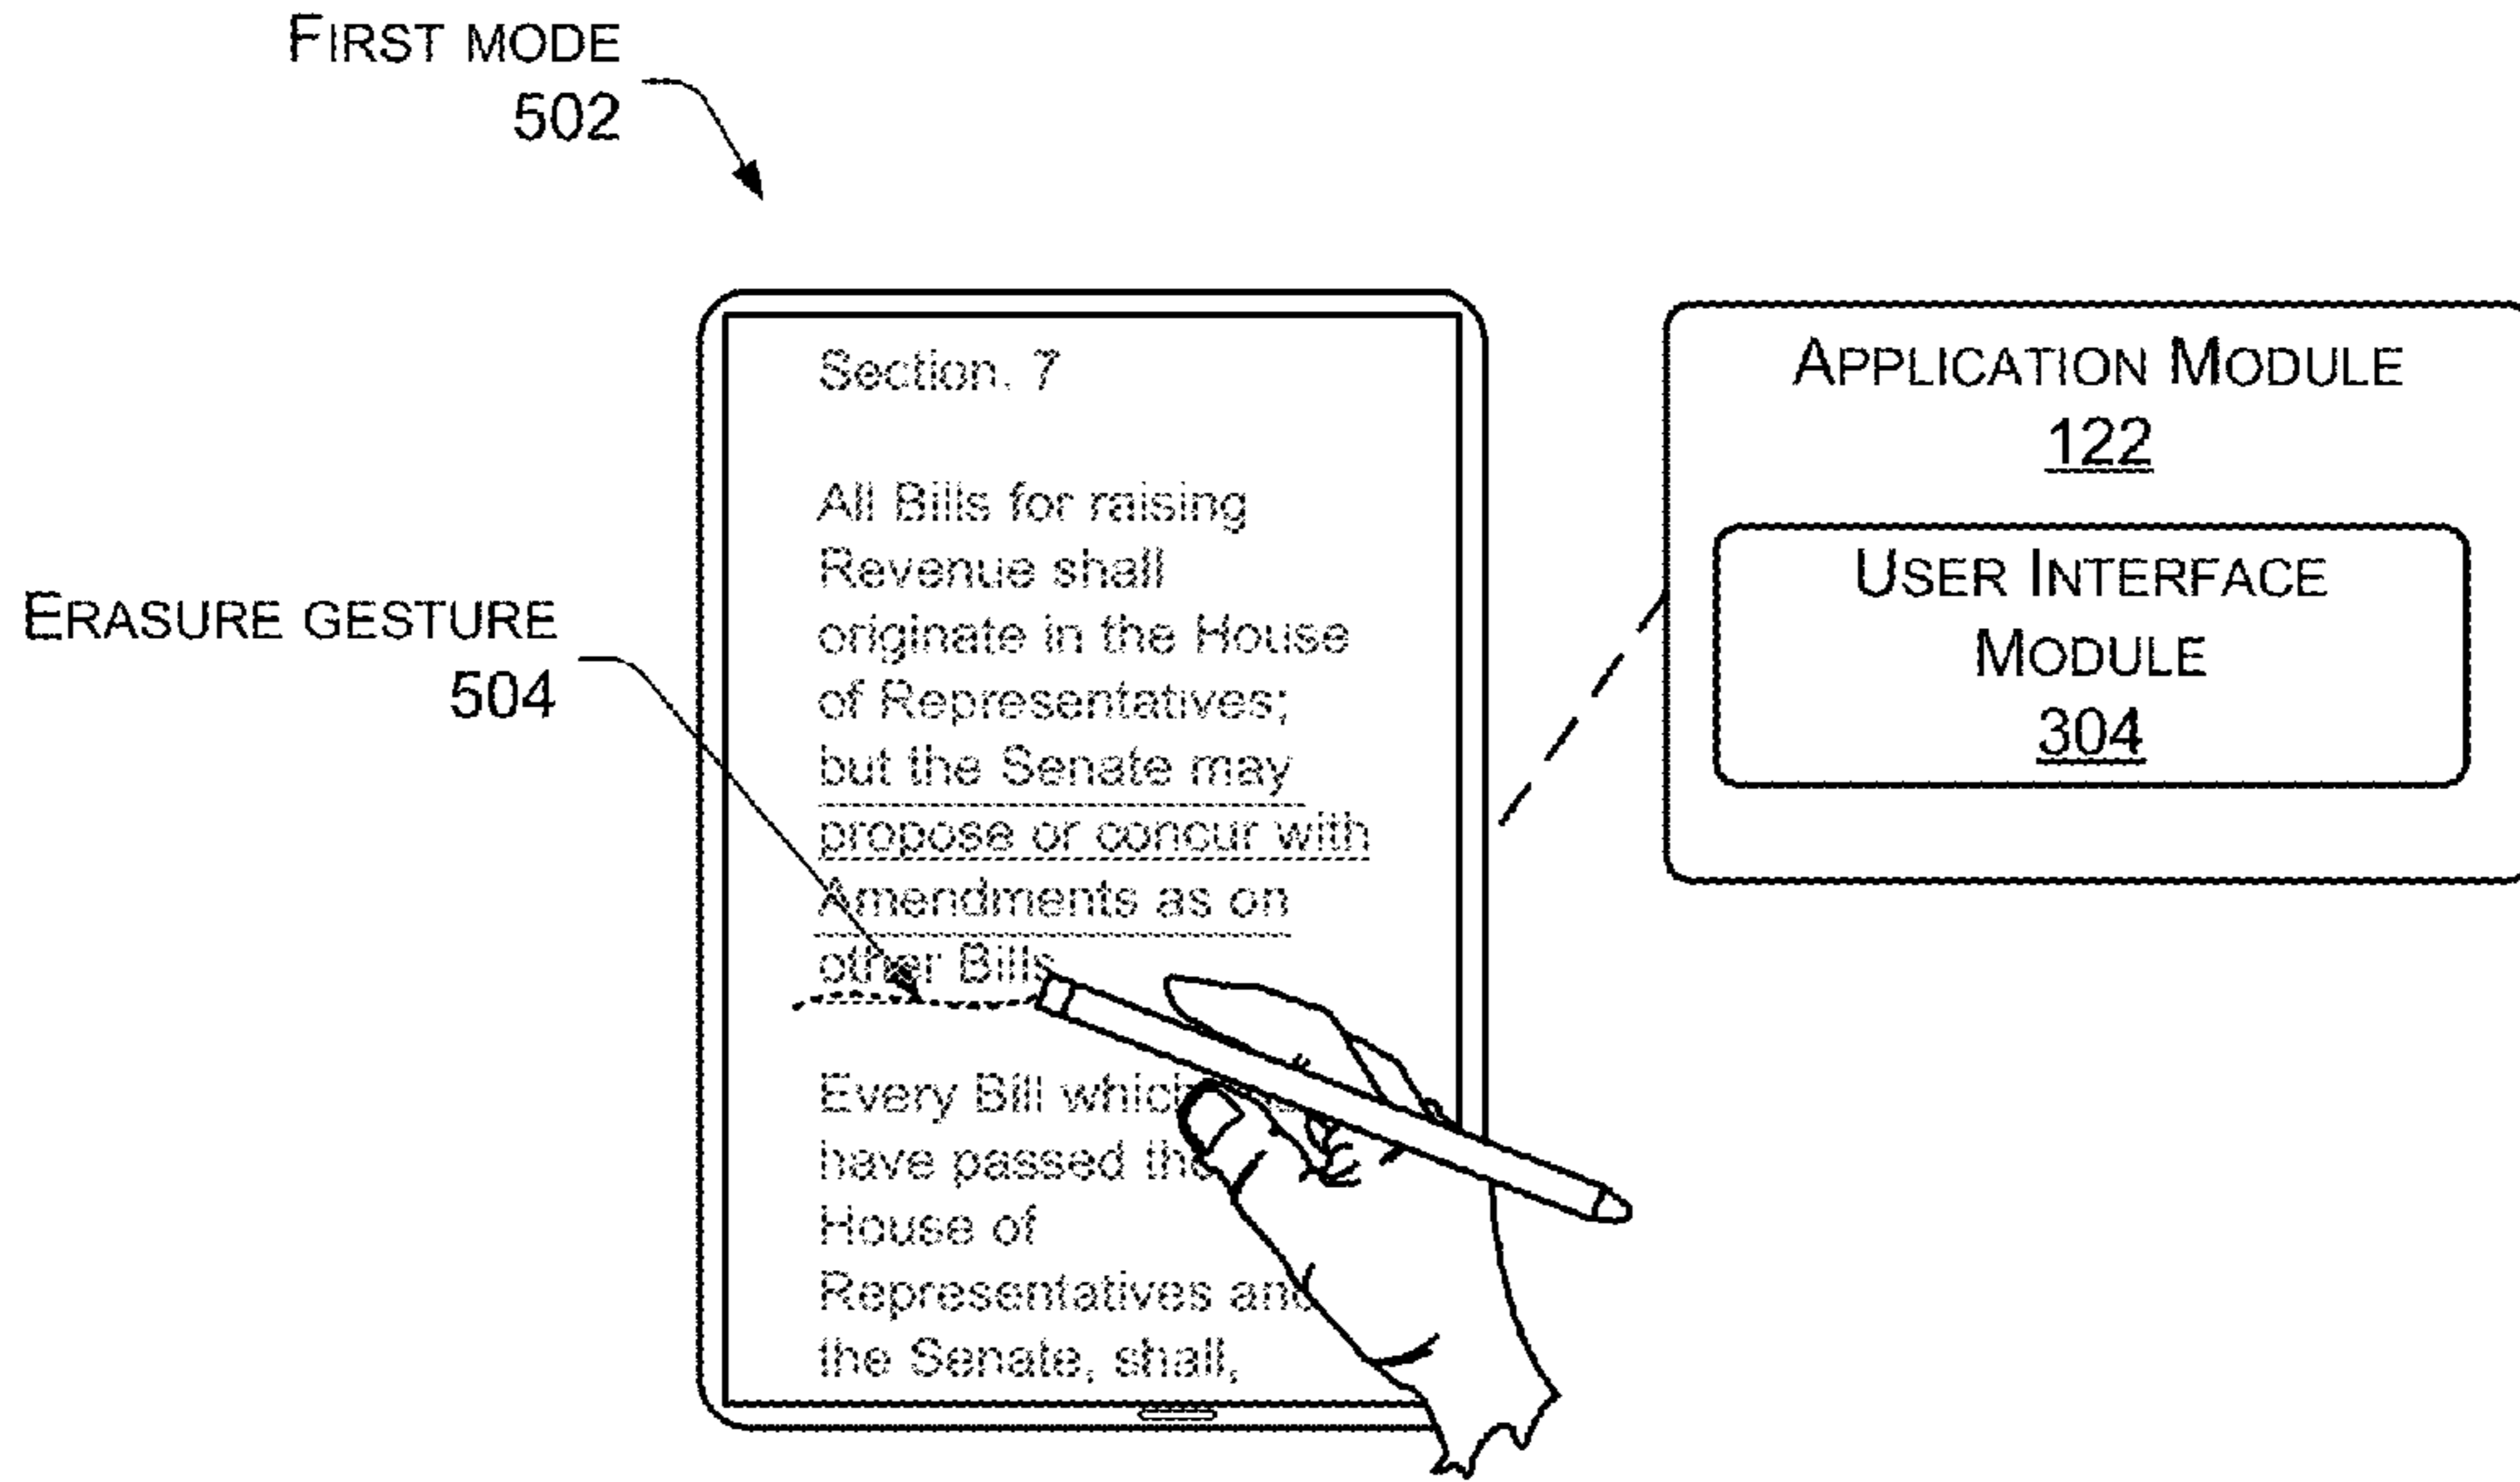 FIRST MODE
502
ERASURE GESTURE
504
Section. 7
All Bills for raising
Revenue shall
originate in the House
of Representatives;
but the Senate may
propose or concur with
Amendments as on
other Bills
Every Bill which
have passed the
House of
Representatives and
the Senate, shall,
APPLICATION MODULE
122
USER INTERFACE
MODULE
304